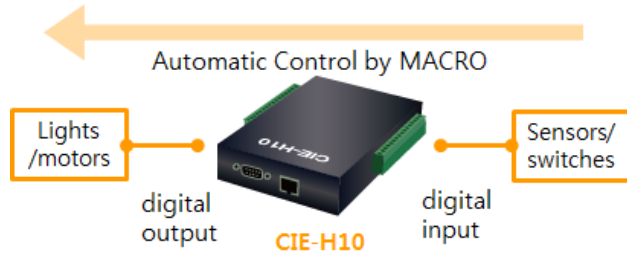 Automatic Control by MACRO
Lights
/motors
Sensors/
switches
CIE-H10
digital
output
digital
input
CIE-H10